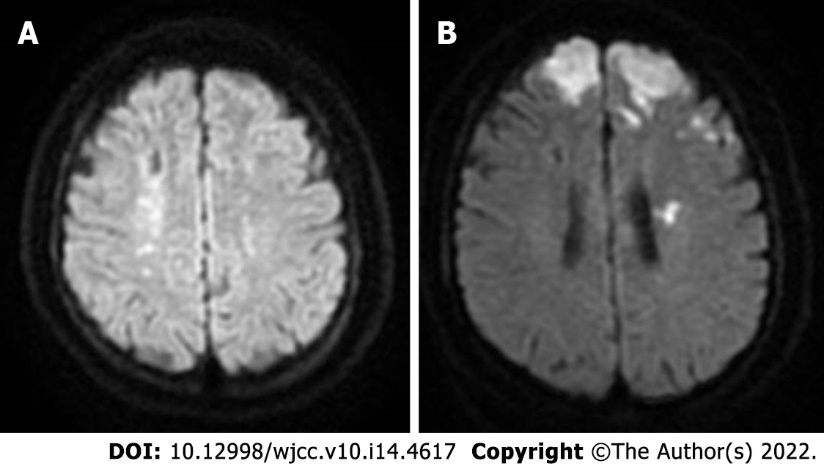 A
B
DOI: 10.12998/wjcc.v10.i14.4617 Copyright ©The Author(s) 2022.